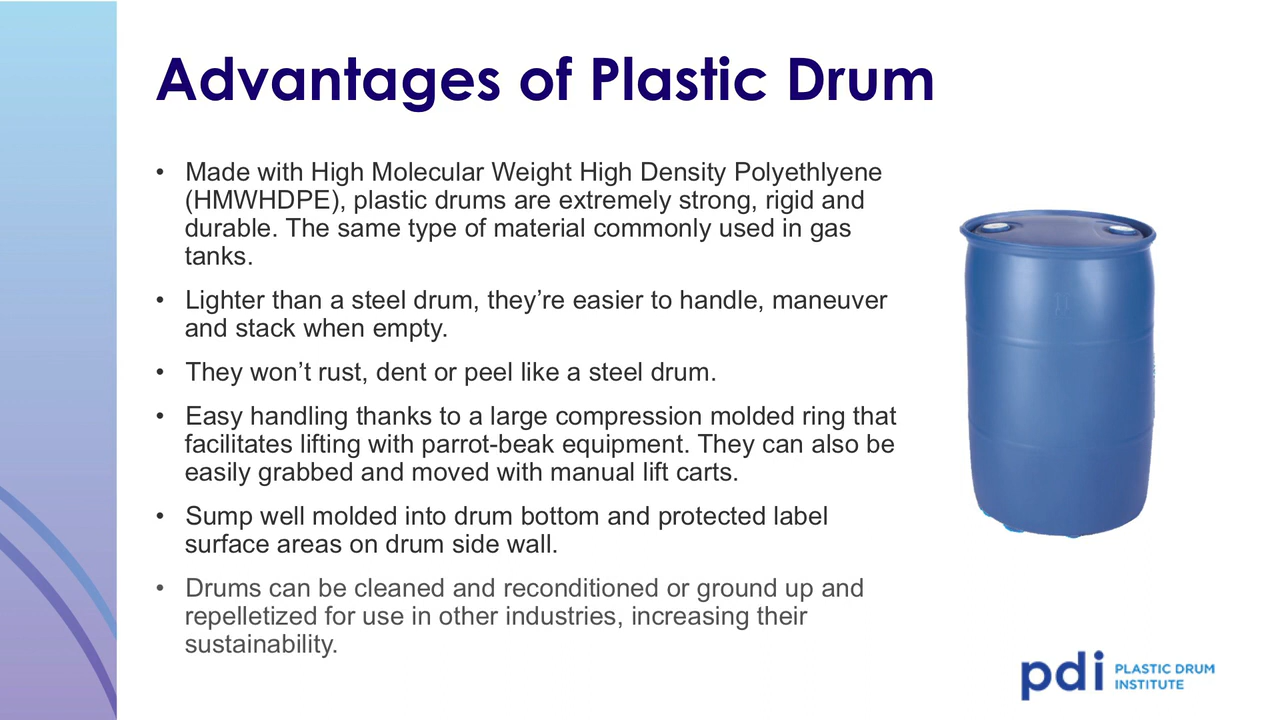 Advantages of Plastic Drum
• Made with High Molecular Weight High Density Polyethlyene
(HMWHDPE), plastic drums are extremely strong, rigid and
durable. The same type of material commonly used in gas
tanks.
• Lighter than a steel drum, they’re easier to handle, maneuver
and stack when empty.
• They won’t rust, dent or peel like a steel drum.
• Easy handling thanks to a large compression molded ring that
facilitates lifting with parrot-beak equipment. They can also be
easily grabbed and moved with manual lift carts.
• Sump well molded into drum bottom and protected label
surface areas on drum side wall.
• Drums can be cleaned and reconditioned or ground up and
repelletized for use in other industries, increasing their
sustainability.
pdi PLASTIC DRUM
INSTITUTE